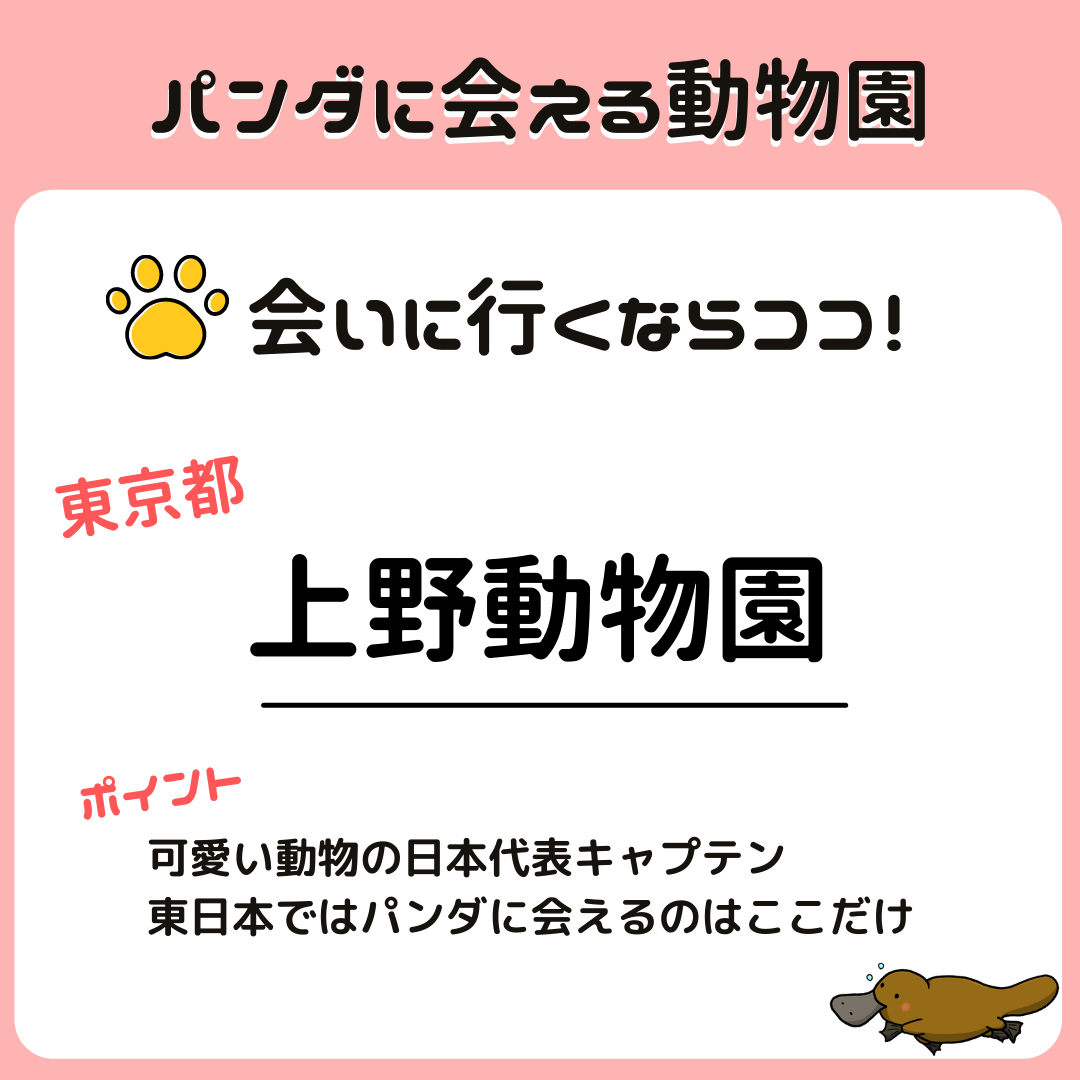 パンダに会える動物園
会いに行くならココ!
東京都
上野動物園
ポイント
可愛い動物の日本代表キャプテン
東日本ではパンダに会えるのはここだけ